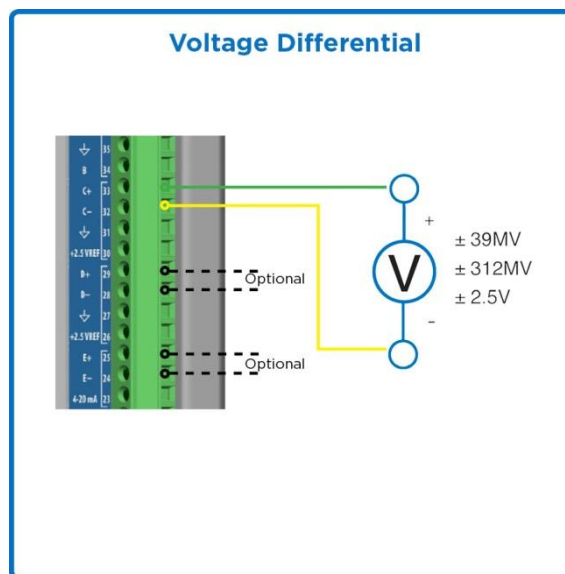 Voltage Differential
⏚ 35
B 34
C+ 33
C− 32
⏚ 31
+2.5 VREF 30
D+ 29
D− 28
⏚ 27
+2.5 VREF 26
E+ 25
E− 24
4-20 mA 23
Optional
Optional
+
V
-
± 39MV
± 312MV
± 2.5V